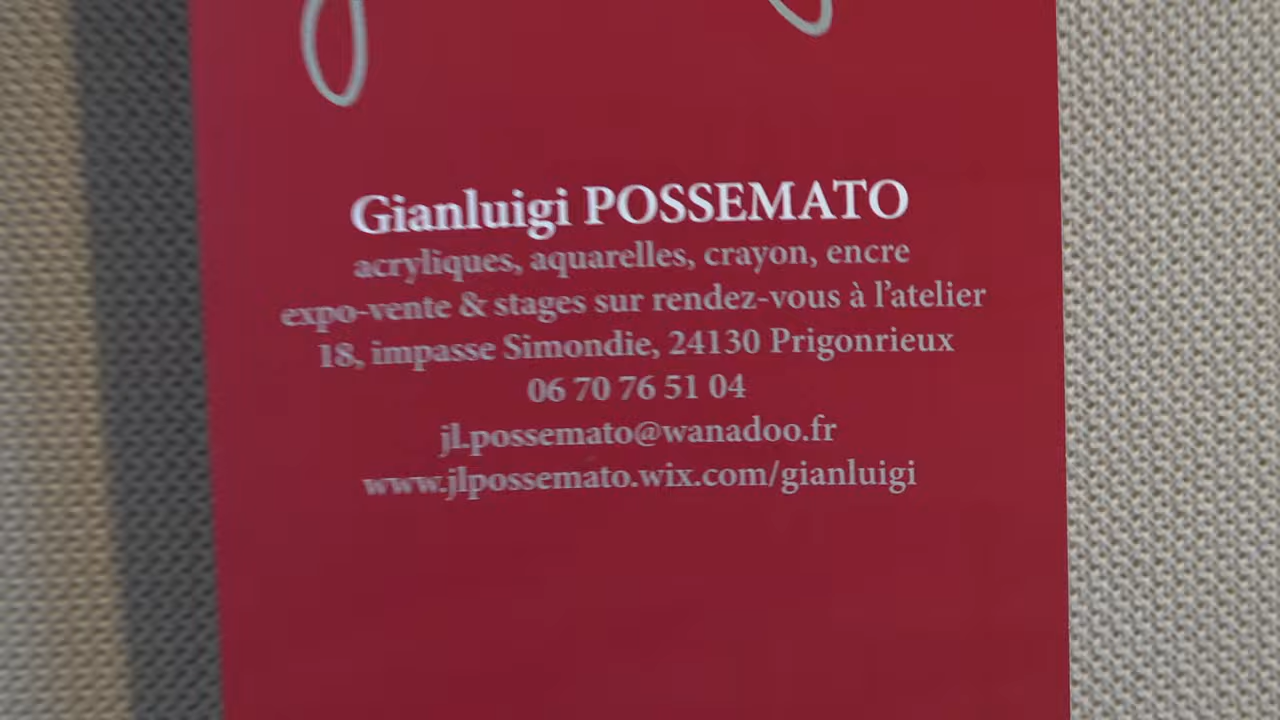 Gianluigi POSSEMATO
acryliques, aquarelles, crayon, encre
expo-vente & stages sur rendez-vous à l'atelier
18, impasse Simondie, 24130 Prigonrieux
06 70 76 51 04
jl.possemato@wanadoo.fr
www.jlpossemato.wix.com/gianluigi